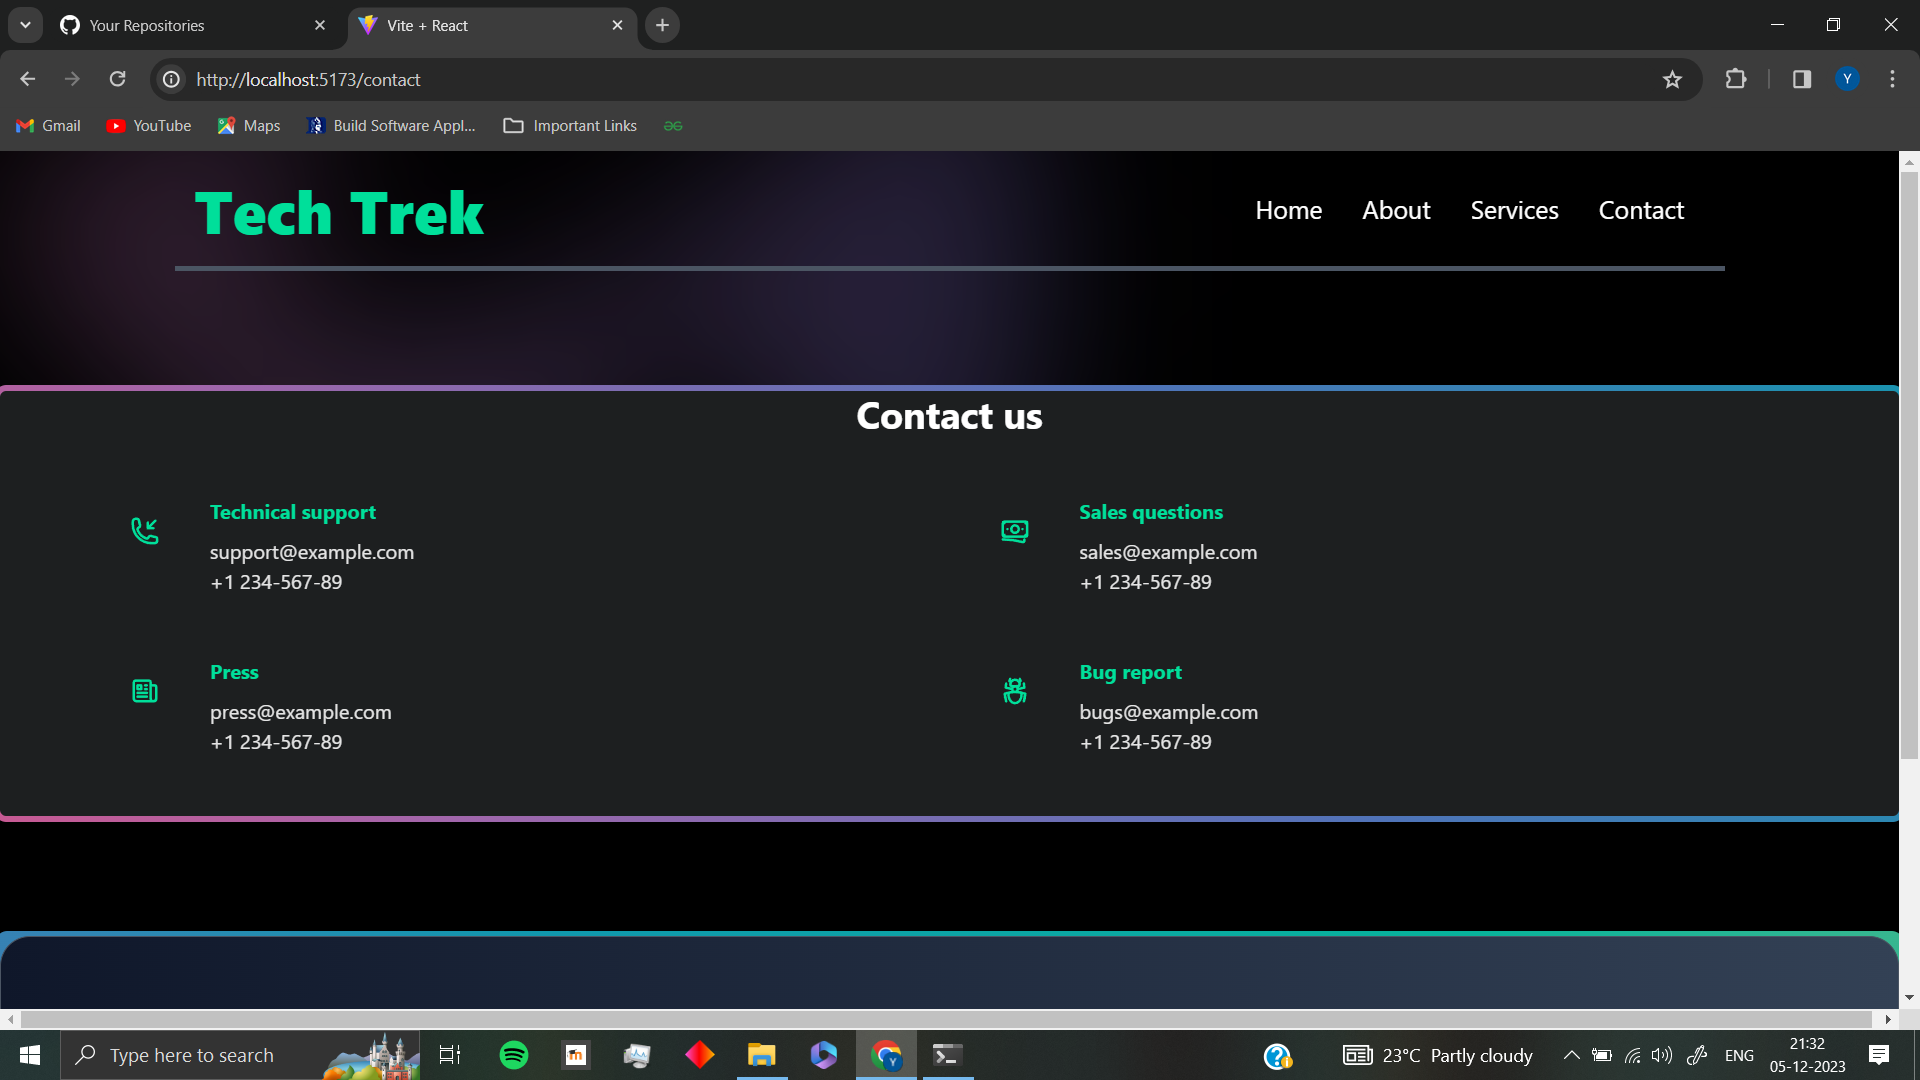 Your Repositories
Vite + React
http://localhost:5173/contact
Y
Gmail
YouTube
Maps
Build Software Appl...
Important Links
Tech Trek
Home About Services Contact
Contact us
Technical support
support@example.com
+1 234-567-89
Sales questions
sales@example.com
+1 234-567-89
Press
press@example.com
+1 234-567-89
Bug report
bugs@example.com
+1 234-567-89
Type here to search
m
Y
23°C Partly cloudy
ENG
21:32
05-12-2023